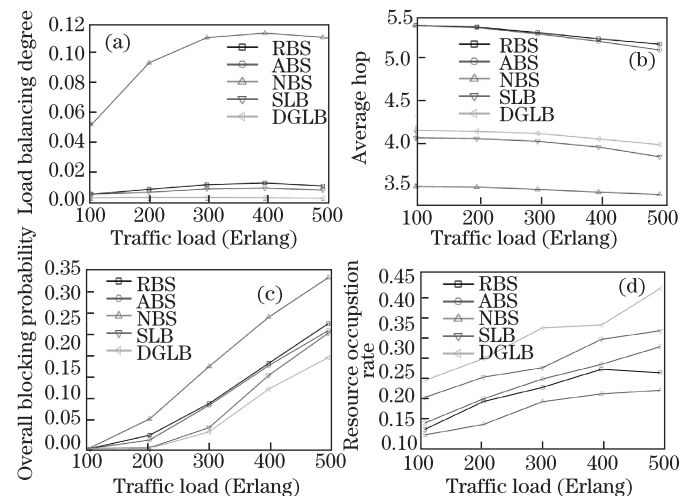 Load balancing degree
0.12
0.10
0.08
0.06
0.04
0.02
0.00
(a)
RBS
ABS
NBS
SLB
DGLB
100 200 300 400 500
Traffic load (Erlang)
Average hop
5.5
5.0
4.5
4.0
3.5
(b)
RBS
ABS
NBS
SLB
DGLB
100 200 300 400 500
Traffic load (Erlang)
Overall blocking probability
0.35
0.30
0.25
0.20
0.15
0.10
0.05
0.00
(c)
RBS
ABS
NBS
SLB
DGLB
100 200 300 400 500
Traffic load (Erlang)
Resource occupstion
rate
0.45
0.40
0.35
0.30
0.25
0.20
0.15
0.10
(d)
RBS
ABS
NBS
SLB
DGLB
100 200 300 400 500
Traffic load (Erlang)